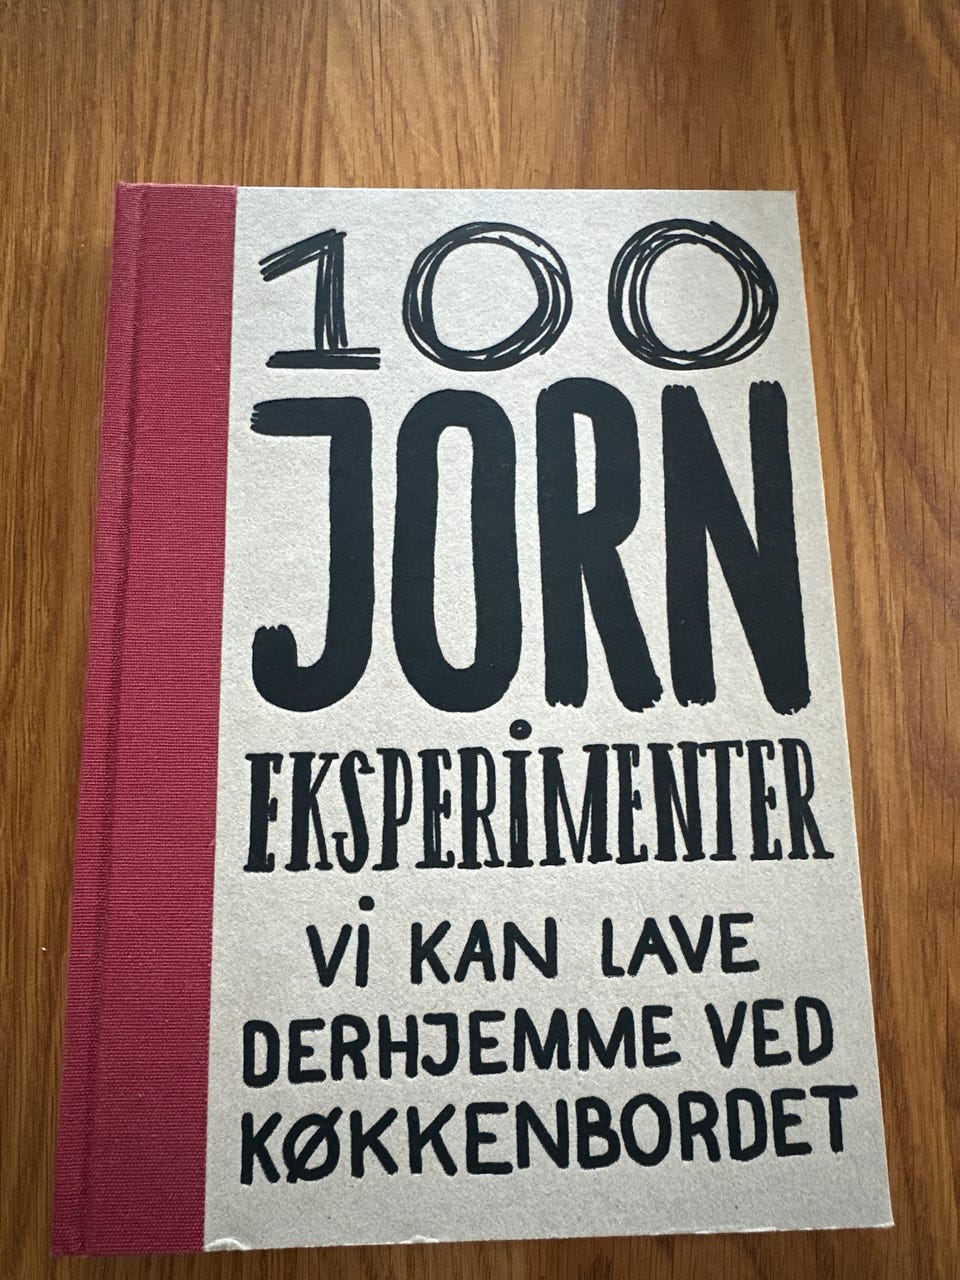 100
JORN
EKSPERiMENTER
Vi KAN LAVE
DERHJEMME VED
KØKKENBORDET